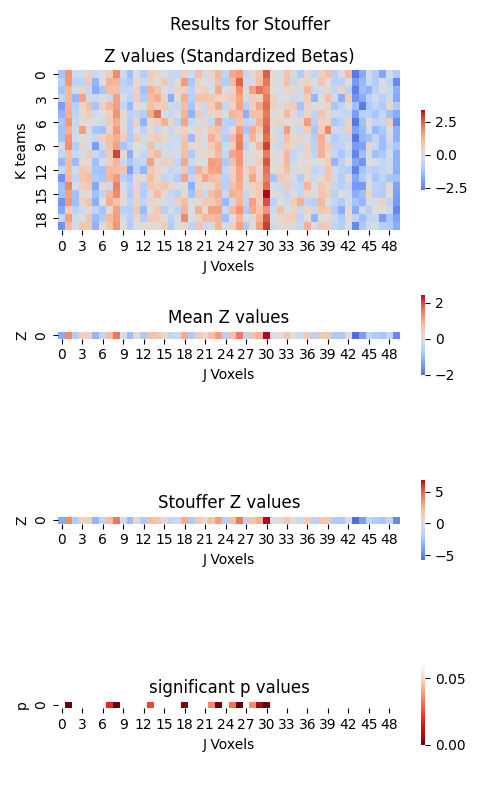 Results for Stouffer
Z values (Standardized Betas)
K teams
0
3
6
9
12
15
18
0 3 6 9 12 15 18 21 24 27 30 33 36 39 42 45 48
J Voxels
2.5
0.0
−2.5
Mean Z values
Z
0
0 3 6 9 12 15 18 21 24 27 30 33 36 39 42 45 48
J Voxels
2
0
−2
Stouffer Z values
Z
0
0 3 6 9 12 15 18 21 24 27 30 33 36 39 42 45 48
J Voxels
5
0
−5
significant p values
p
0
0 3 6 9 12 15 18 21 24 27 30 33 36 39 42 45 48
J Voxels
0.05
0.00